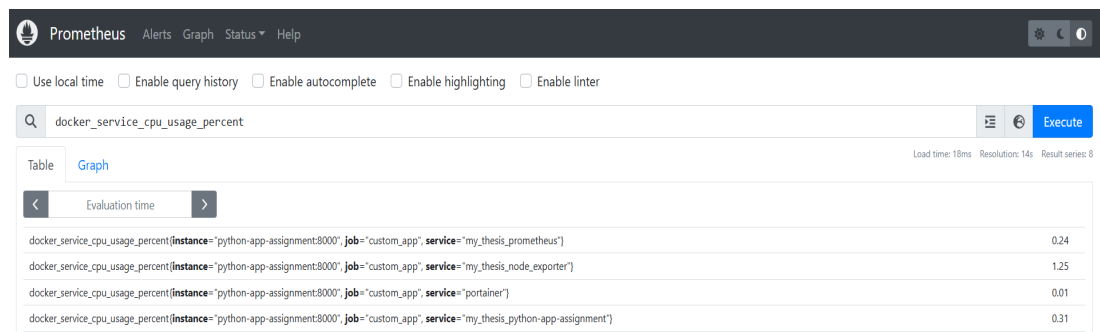 Prometheus Alerts Graph Status Help
Use local time Enable query history Enable autocomplete Enable highlighting Enable linter
docker_service_cpu_usage_percent Execute
Load time: 18ms Resolution: 14s Result series: 8
Table Graph
Evaluation time
docker_service_cpu_usage_percent{instance="python-app-assignment:8000", job="custom_app", service="my_thesis_prometheus"} 0.24
docker_service_cpu_usage_percent{instance="python-app-assignment:8000", job="custom_app", service="my_thesis_node_exporter"} 1.25
docker_service_cpu_usage_percent{instance="python-app-assignment:8000", job="custom_app", service="portainer"} 0.01
docker_service_cpu_usage_percent{instance="python-app-assignment:8000", job="custom_app", service="my_thesis_python-app-assignment"} 0.31